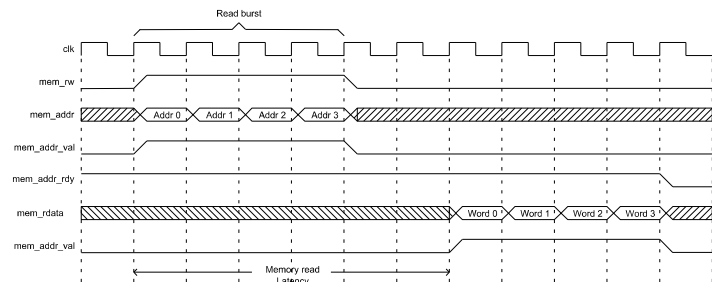 Read burst
clk
mem_rw
mem_addr Addr 0 Addr 1 Addr 2 Addr 3
mem_addr_val
mem_addr_rdy
mem_rdata Word 0 Word 1 Word 2 Word 3
mem_addr_val
Memory read
Latency